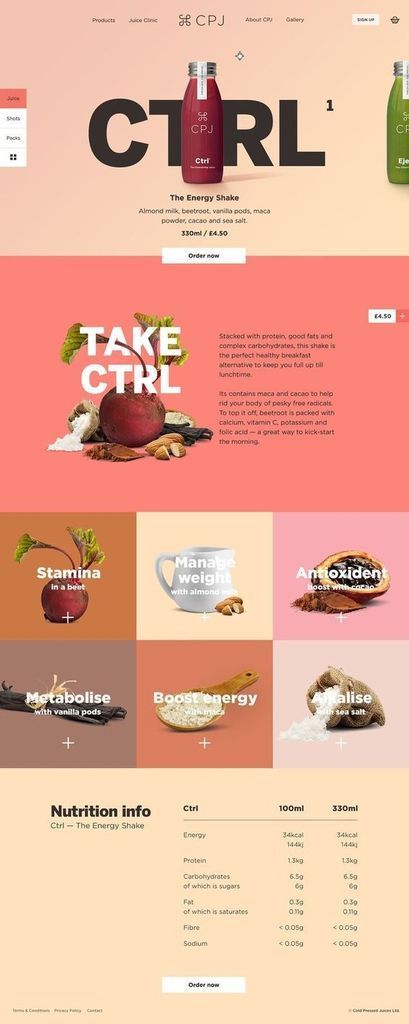 Products
Juice Clinic
CPJ
About CPJ
Gallery
SIGN UP
Juice
Shots
Packs
CTRL
1
CPJ
Ctrl
Eje
The Energy Shake
Almond milk, beetroot, vanilla pods, maca
powder, cacao and sea salt.
330ml / £4.50
Order now
£4.50 +
TAKE
CTRL
Stacked with protein, good fats and
complex carbohydrates, this shake is
the perfect healthy breakfast
alternative to keep you full up till
lunchtime.
Its contains maca and cacao to help
rid your body of pesky free radicals.
To top it off, beetroot is packed with
calcium, vitamin C, potassium and
folic acid — a great way to kick-start
the morning.
Stamina
in a beet
+
Manage
weight
with almond milk
+
Antioxident
boost with cacao
+
Metabolise
with vanilla pods
+
Boost energy
with maca
+
Alkalise
with sea salt
+
Nutrition info
Ctrl — The Energy Shake
Ctrl 100ml 330ml
Energy 34kcal 34kcal
144kj 144kj
Protein 1.3kg 1.3kg
Carbohydrates 6.5g 6.5g
of which is sugars 6g 6g
Fat 0.3g 0.3g
of which is saturates 0.11g 0.11g
Fibre < 0.05g < 0.05g
Sodium < 0.05g < 0.05g
Order now
Terms & Conditions Privacy Policy Contact
© Cold Pressed Juices Ltd.